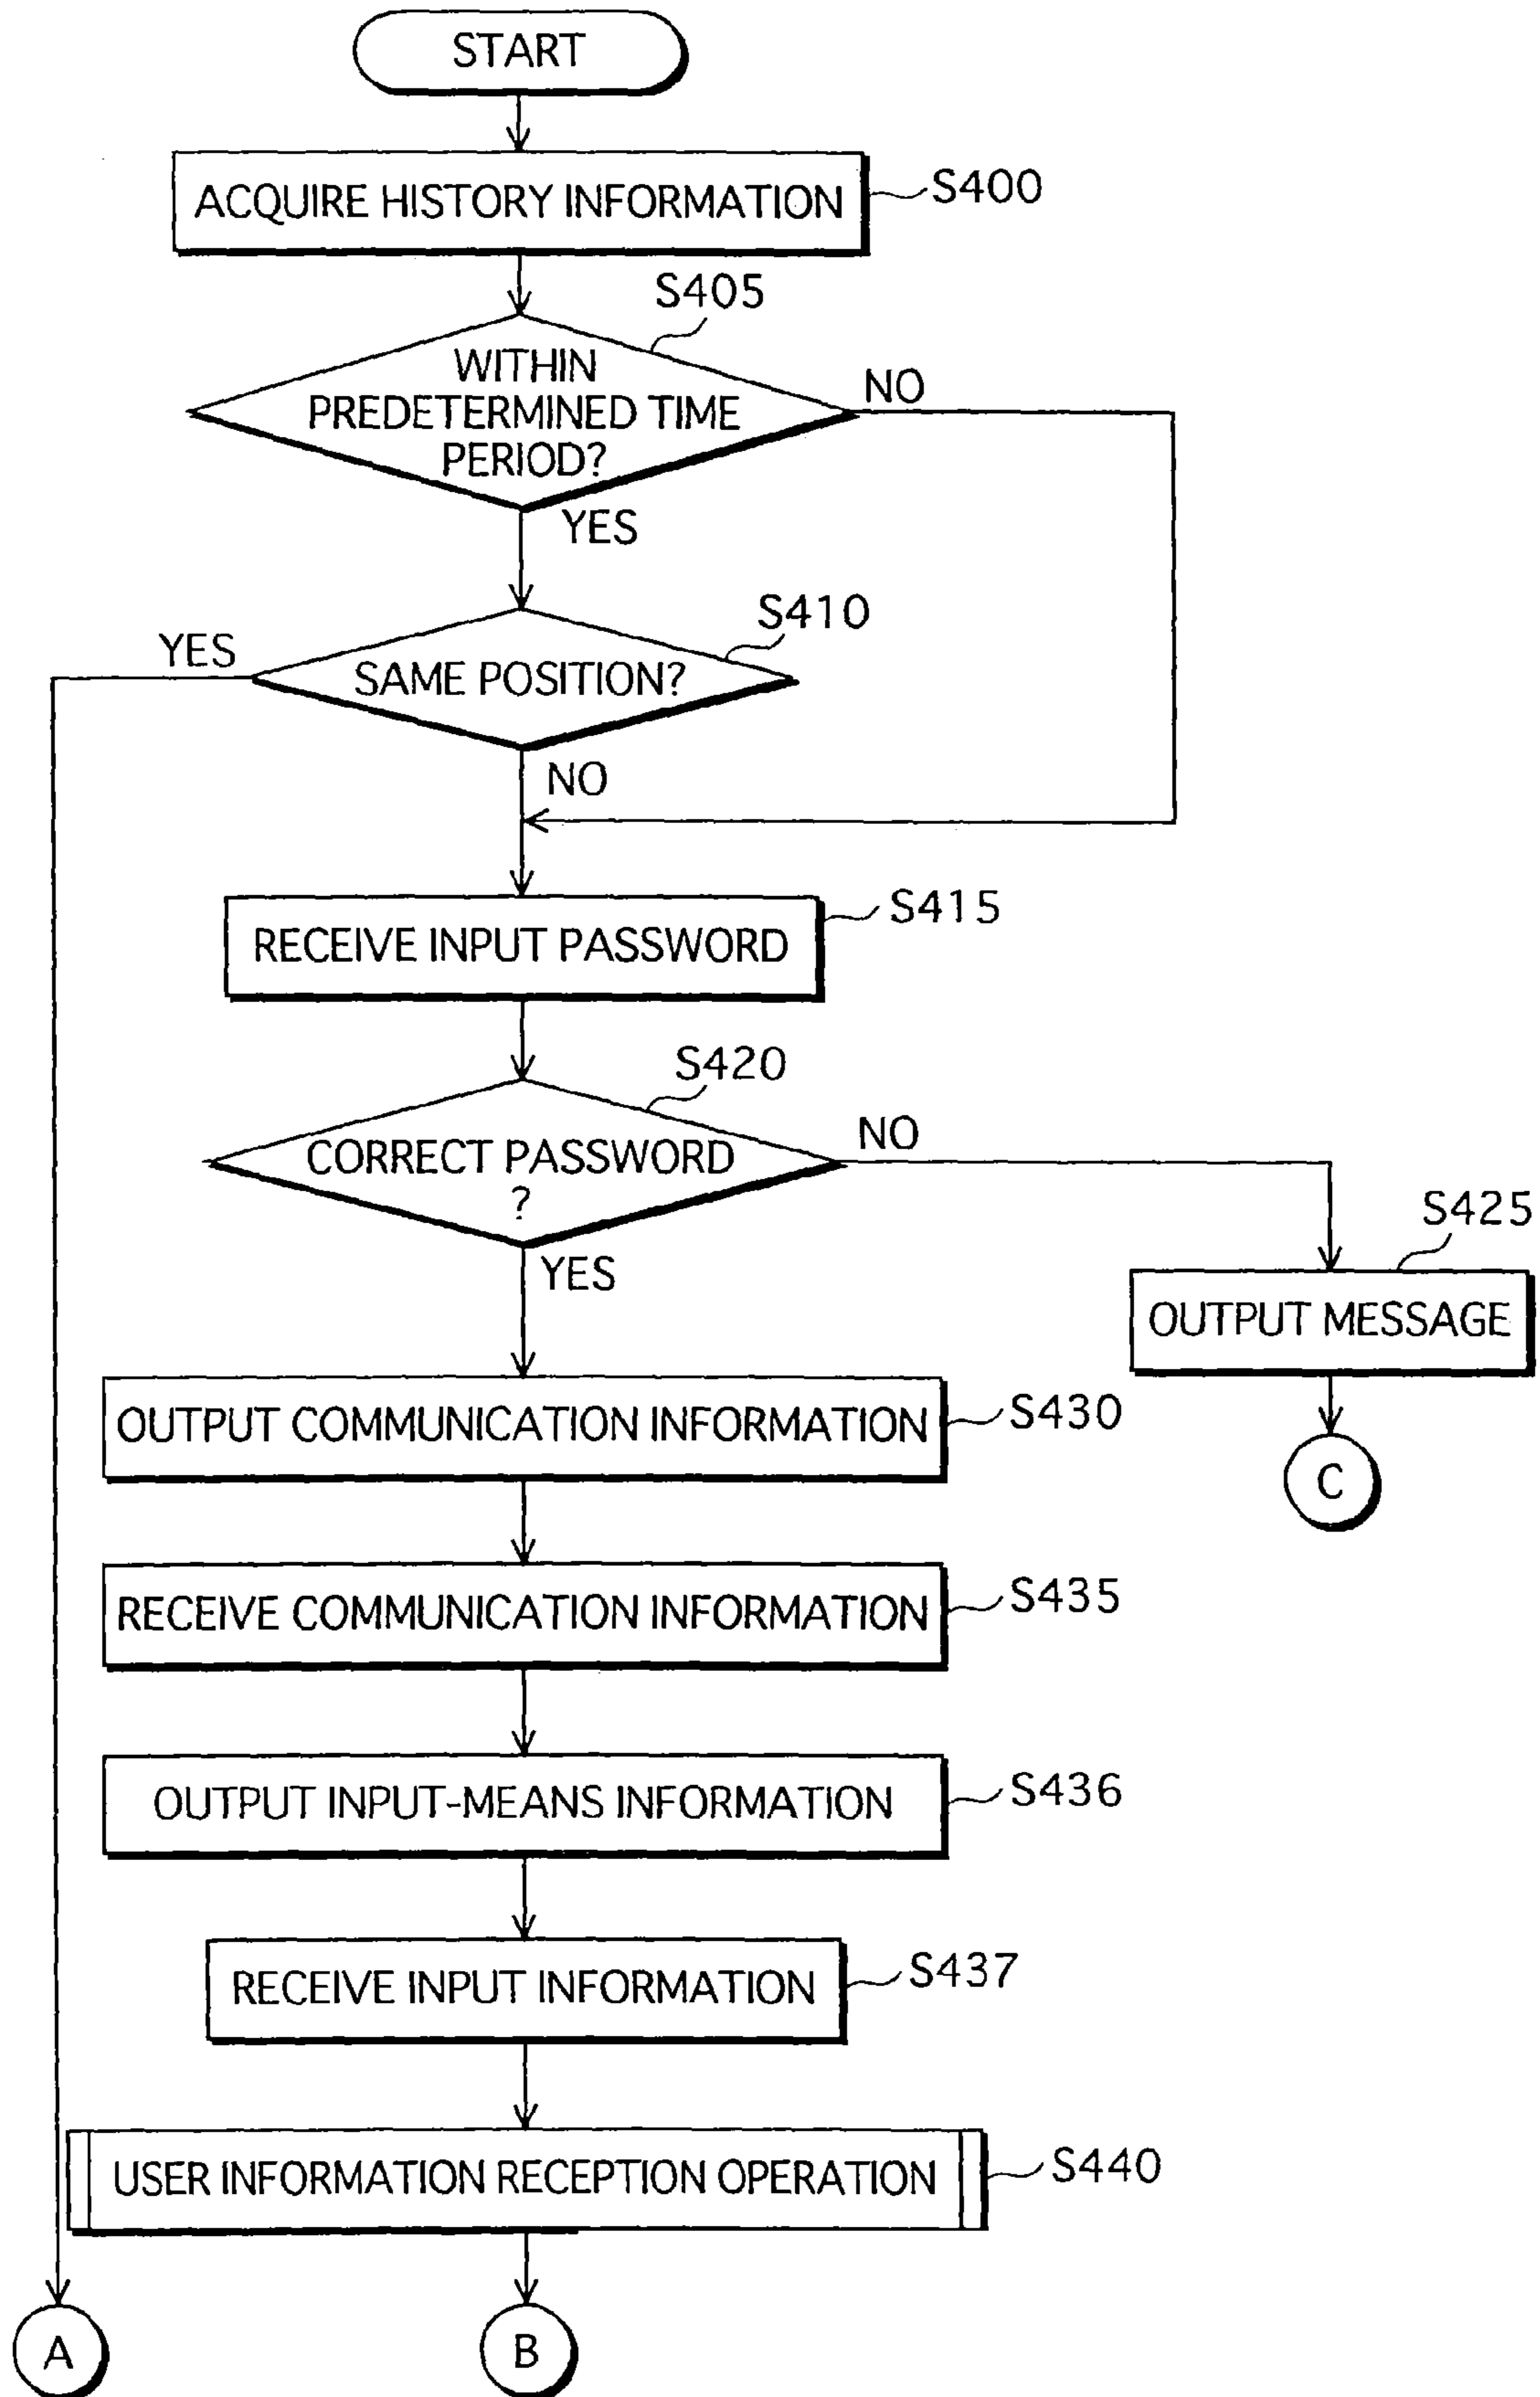 START
ACQUIRE HISTORY INFORMATION
S400
S405
WITHIN
PREDETERMINED TIME
PERIOD?
NO
YES
S410
YES
SAME POSITION?
NO
S415
RECEIVE INPUT PASSWORD
S420
CORRECT PASSWORD
?
NO
YES
S425
OUTPUT MESSAGE
C
OUTPUT COMMUNICATION INFORMATION
S430
RECEIVE COMMUNICATION INFORMATION
S435
OUTPUT INPUT-MEANS INFORMATION
S436
RECEIVE INPUT INFORMATION
S437
USER INFORMATION RECEPTION OPERATION
S440
A
B